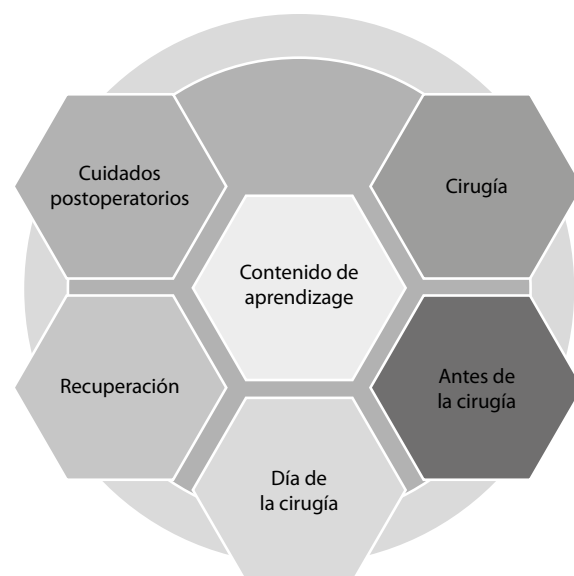 Cuidados
postoperatorios
Cirugía
Contenido de
aprendizage
Recuperación
Antes de
la cirugía
Día de
la cirugía